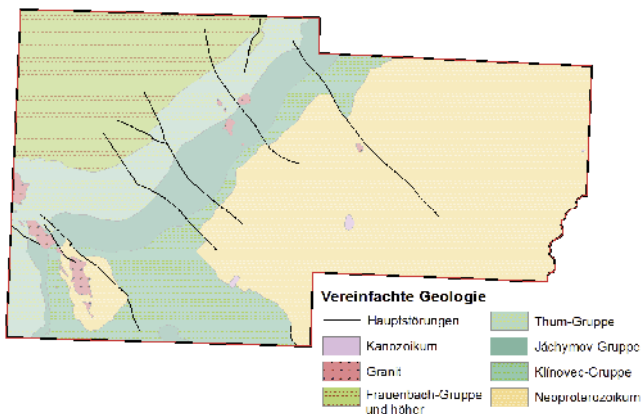 Vereinfachte Geologie
Hauptstörungen
Känozoikum
Granit
Frauenbach-Gruppe
und höher
Thum-Gruppe
Jáchymov Gruppe
Klínovec-Gruppe
Neoproterozoikum